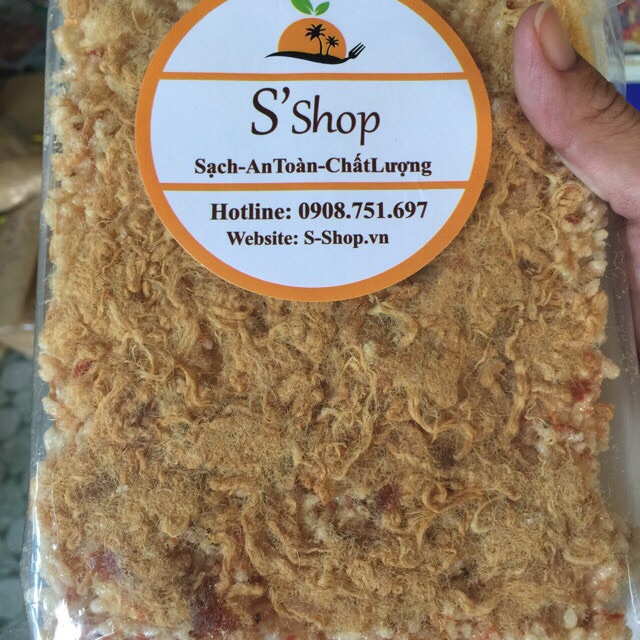 S'Shop
Sạch-AnToàn-ChấtLượng
Hotline: 0908.751.697
Website: S-Shop.vn